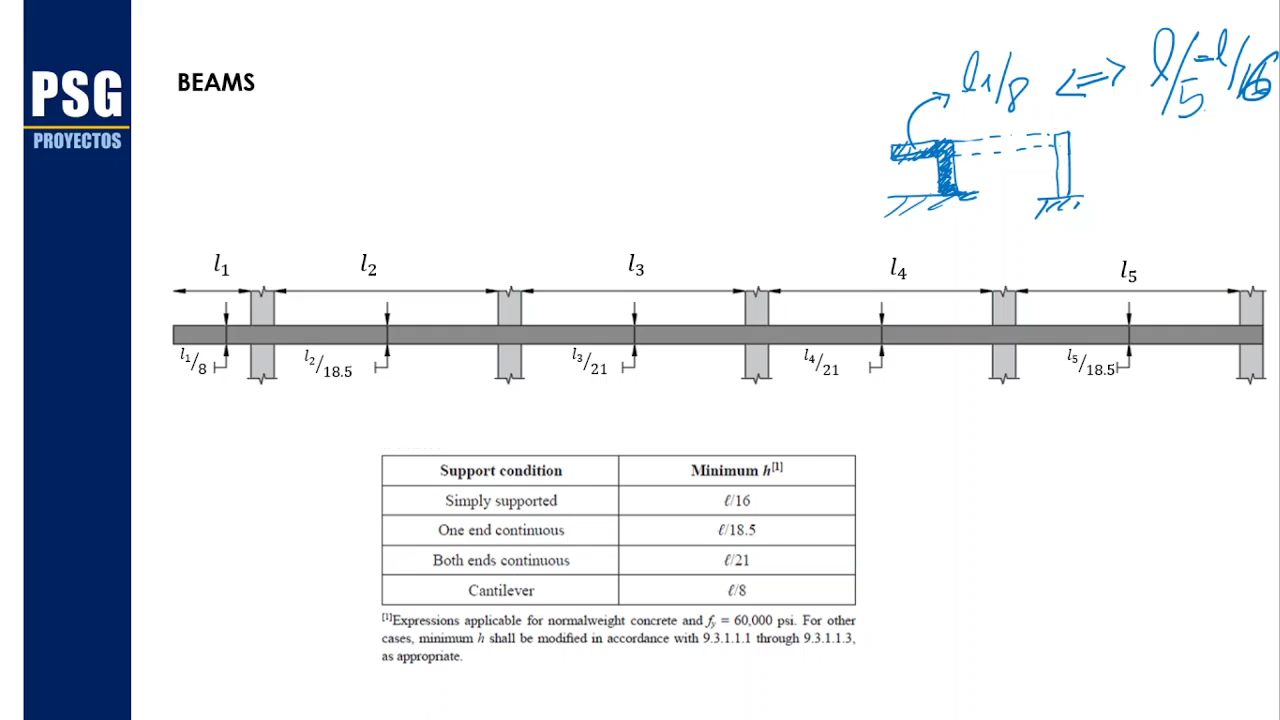 PSG
PROYECTOS
BEAMS
l1/8 <=> l/5 - l/16
l₁ l₂ l₃ l₄ l₅
l₁/8 l₂/18.5 l₃/21 l₄/21 l₅/18.5
Support condition Minimum h[1]
Simply supported ℓ/16
One end continuous ℓ/18.5
Both ends continuous ℓ/21
Cantilever ℓ/8
[1]Expressions applicable for normalweight concrete and fy = 60,000 psi. For other
cases, minimum h shall be modified in accordance with 9.3.1.1.1 through 9.3.1.1.3,
as appropriate.